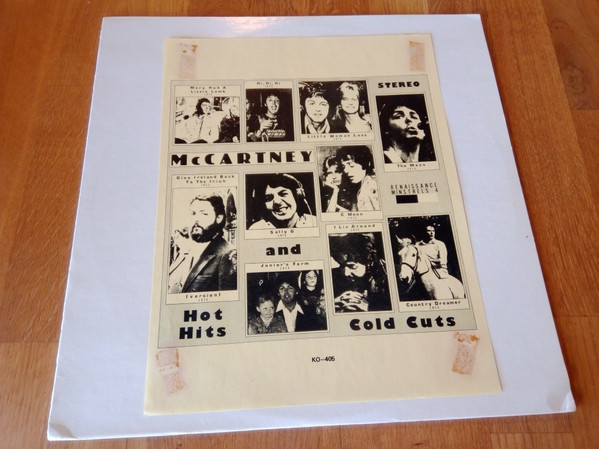 Mary Had A
Little Lamb
Hi, Hi, Hi
Little Woman Love
STEREO
The Mess
McCARTNEY
Give Ireland Back
To The Irish
1972
(version)
Sally G
C Moon
RENAISSANCE
MINSTRELS 4
and
I Lie Around
Junior's Farm
Country Dreamer
Hot
Hits
Cold Cuts
KO-405